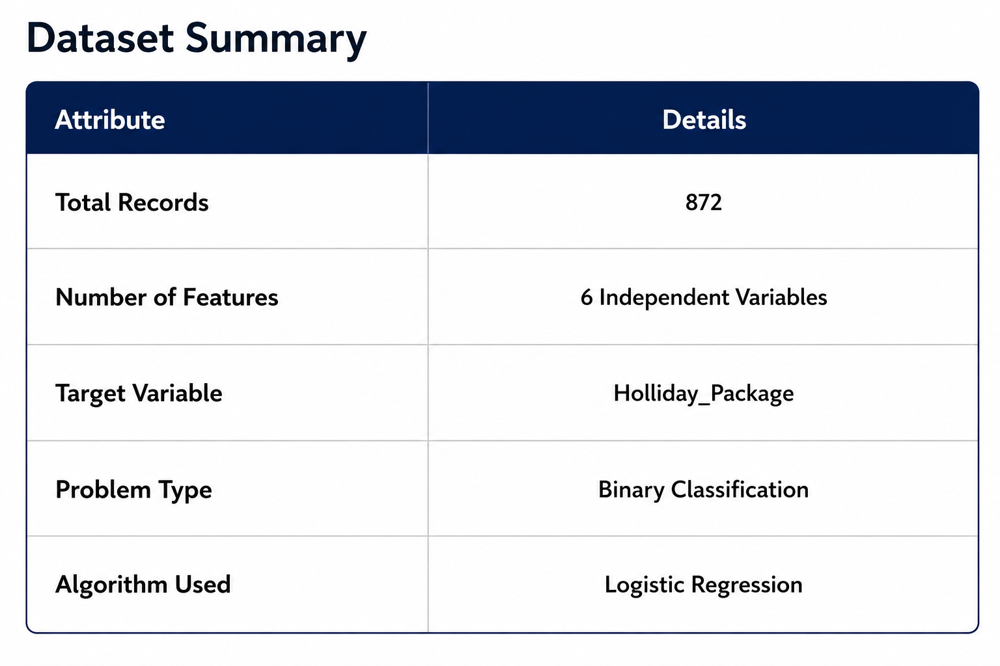 Dataset Summary
Attribute Details
Total Records 872
Number of Features 6 Independent Variables
Target Variable Holliday_Package
Problem Type Binary Classification
Algorithm Used Logistic Regression